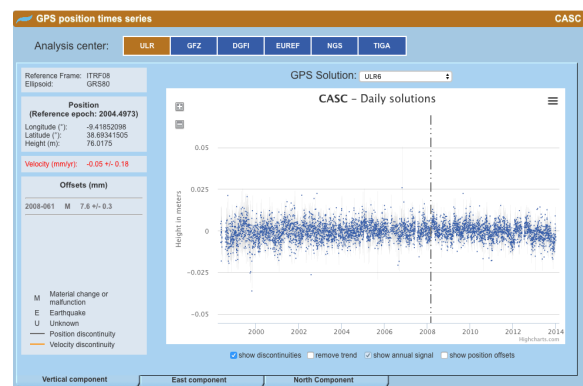 GPS position times series
CASC
Analysis center:
ULR
GFZ
DGFI
EUREF
NGS
TIGA
Reference Frame: ITRF08
Ellipsoid: GRS80
Position
(Reference epoch: 2004.4973)
Longitude (°): -9.41852098
Latitude (°): 38.69341505
Height (m): 76.0175
Velocity (mm/yr): -0.05 +/- 0.18
Offsets (mm)
2008-061 M 7.6 +/- 0.3
M Material change or
malfunction
E Earthquake
U Unknown
Position discontinuity
Velocity discontinuity
GPS Solution: ULR6
CASC – Daily solutions
Height in meters
0.05
0.025
0
-0.025
-0.05
2000 2002 2004 2006 2008 2010 2012 2014
Highcharts.com
show discontinuities remove trend show annual signal show position offsets
Vertical component
East component
North Component